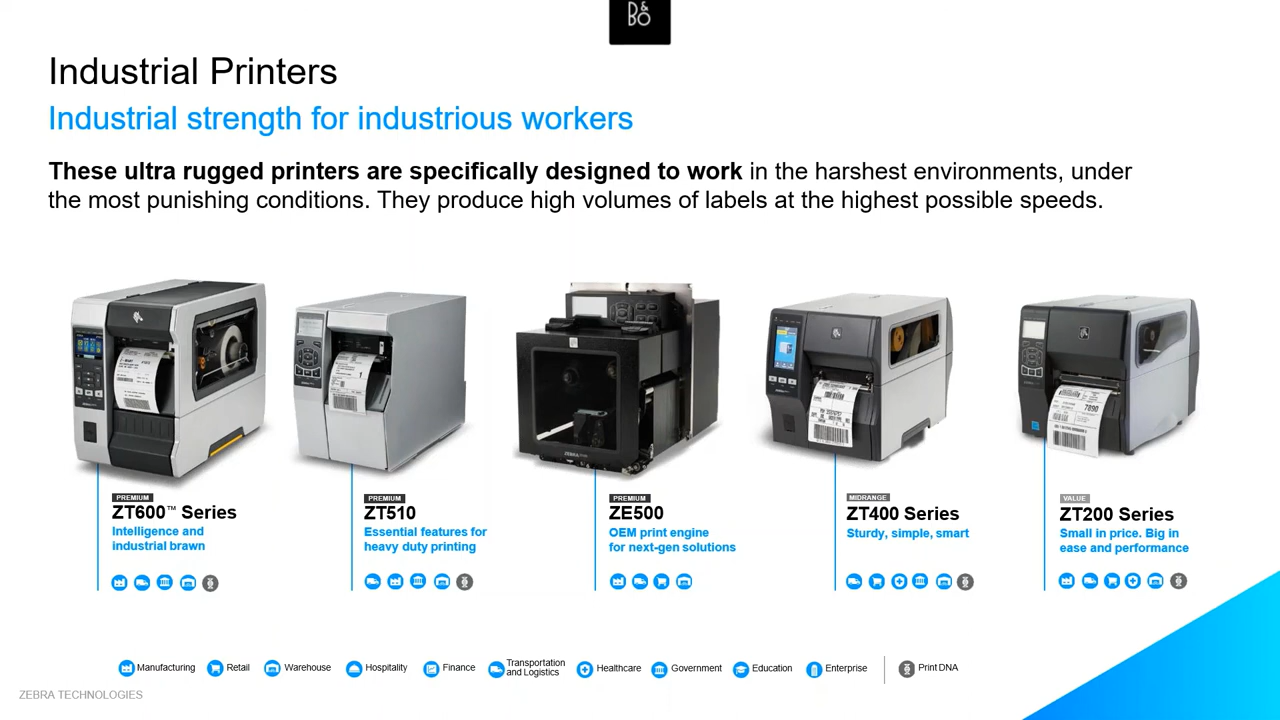 B&O
Industrial Printers
Industrial strength for industrious workers
These ultra rugged printers are specifically designed to work in the harshest environments, under
the most punishing conditions. They produce high volumes of labels at the highest possible speeds.
7890
ZEBRA
PREMIUM
ZT600™ Series
Intelligence and
industrial brawn
PREMIUM
ZT510
Essential features for
heavy duty printing
PREMIUM
ZE500
OEM print engine
for next-gen solutions
MIDRANGE
ZT400 Series
Sturdy, simple, smart
VALUE
ZT200 Series
Small in price. Big in
ease and performance
Manufacturing
Retail
Warehouse
Hospitality
Finance
Transportation
and Logistics
Healthcare
Government
Education
Enterprise
Print DNA
ZEBRA TECHNOLOGIES